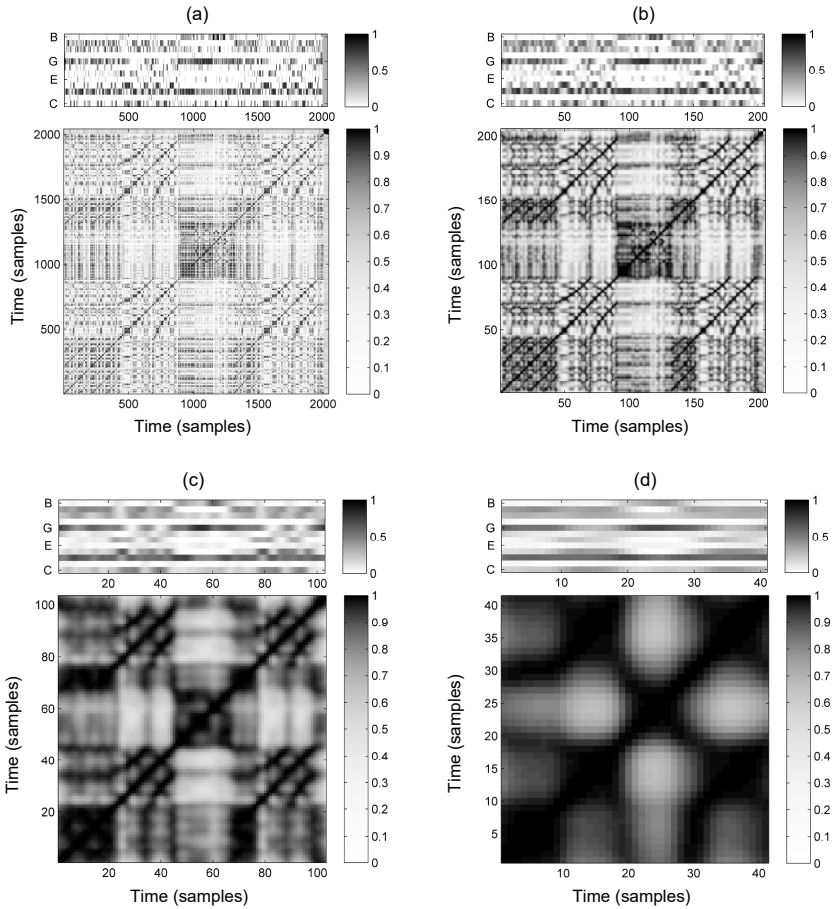 (a)
B
G
E
C
1
0.5
0
500 1000 1500 2000
2000
1500
1000
500
Time (samples)
1
0.9
0.8
0.7
0.6
0.5
0.4
0.3
0.2
0.1
0
500 1000 1500 2000
Time (samples)
(b)
B
G
E
C
1
0.5
0
50 100 150 200
200
150
100
50
Time (samples)
1
0.9
0.8
0.7
0.6
0.5
0.4
0.3
0.2
0.1
0
50 100 150 200
Time (samples)
(c)
B
G
E
C
1
0.5
0
20 40 60 80 100
100
80
60
40
20
Time (samples)
1
0.9
0.8
0.7
0.6
0.5
0.4
0.3
0.2
0.1
0
20 40 60 80 100
Time (samples)
(d)
B
G
E
C
1
0.5
0
10 20 30 40
40
35
30
25
20
15
10
5
Time (samples)
1
0.9
0.8
0.7
0.6
0.5
0.4
0.3
0.2
0.1
0
10 20 30 40
Time (samples)